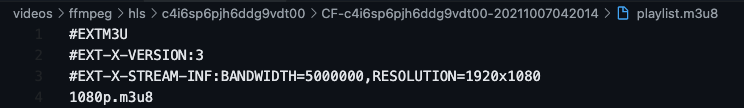 videos > ffmpeg > hls > c4i6sp6pjh6ddg9vdt00 > CF-c4i6sp6pjh6ddg9vdt00-20211007042014 > playlist.m3u8
1 #EXTM3U
2 #EXT-X-VERSION:3
3 #EXT-X-STREAM-INF:BANDWIDTH=5000000,RESOLUTION=1920x1080
4 1080p.m3u8